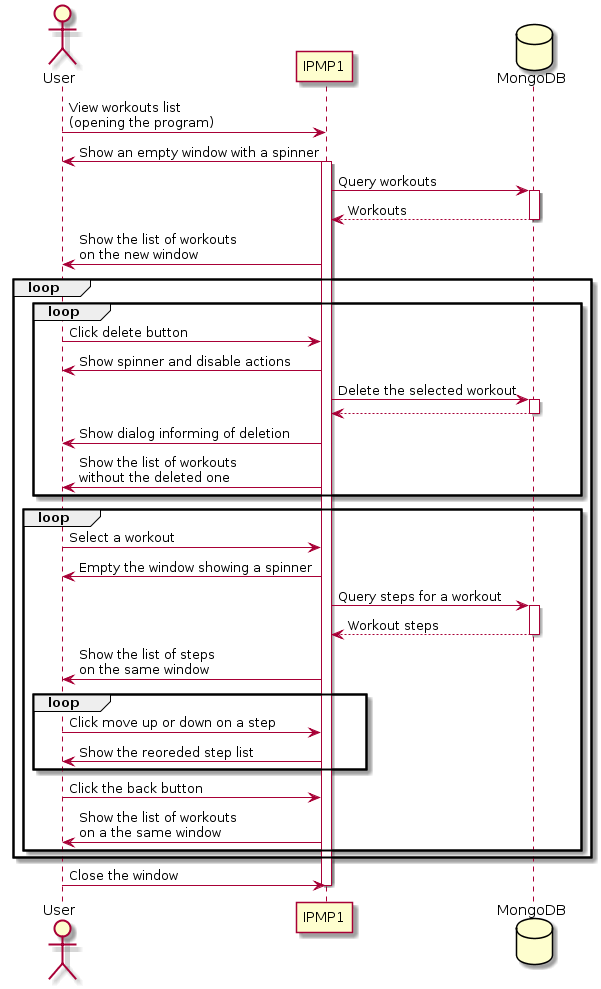 User
IPMP1
MongoDB
View workouts list
(opening the program)
Show an empty window with a spinner
Query workouts
Workouts
Show the list of workouts
on the new window
loop
loop
Click delete button
Show spinner and disable actions
Delete the selected workout
Show dialog informing of deletion
Show the list of workouts
without the deleted one
loop
Select a workout
Empty the window showing a spinner
Query steps for a workout
Workout steps
Show the list of steps
on the same window
loop
Click move up or down on a step
Show the reoreded step list
Click the back button
Show the list of workouts
on a the same window
Close the window
User
IPMP1
MongoDB